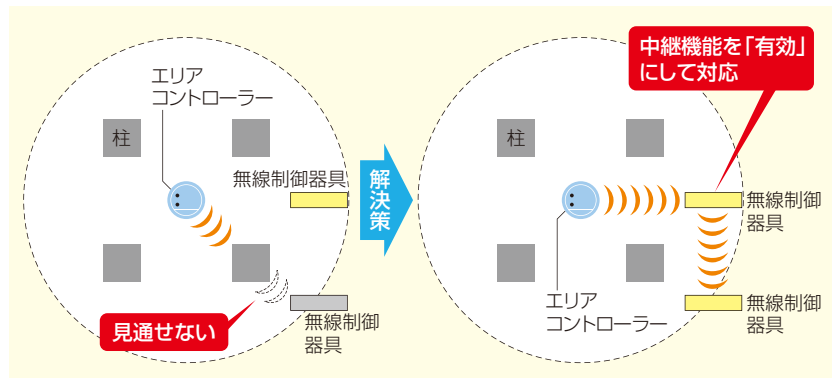 エリア
コントローラー
柱
無線制御器具
見通せない
無線制御
器具
解決策
中継機能を「有効」
にして対応
柱
無線制御
器具
エリア
コントローラー
無線制御
器具